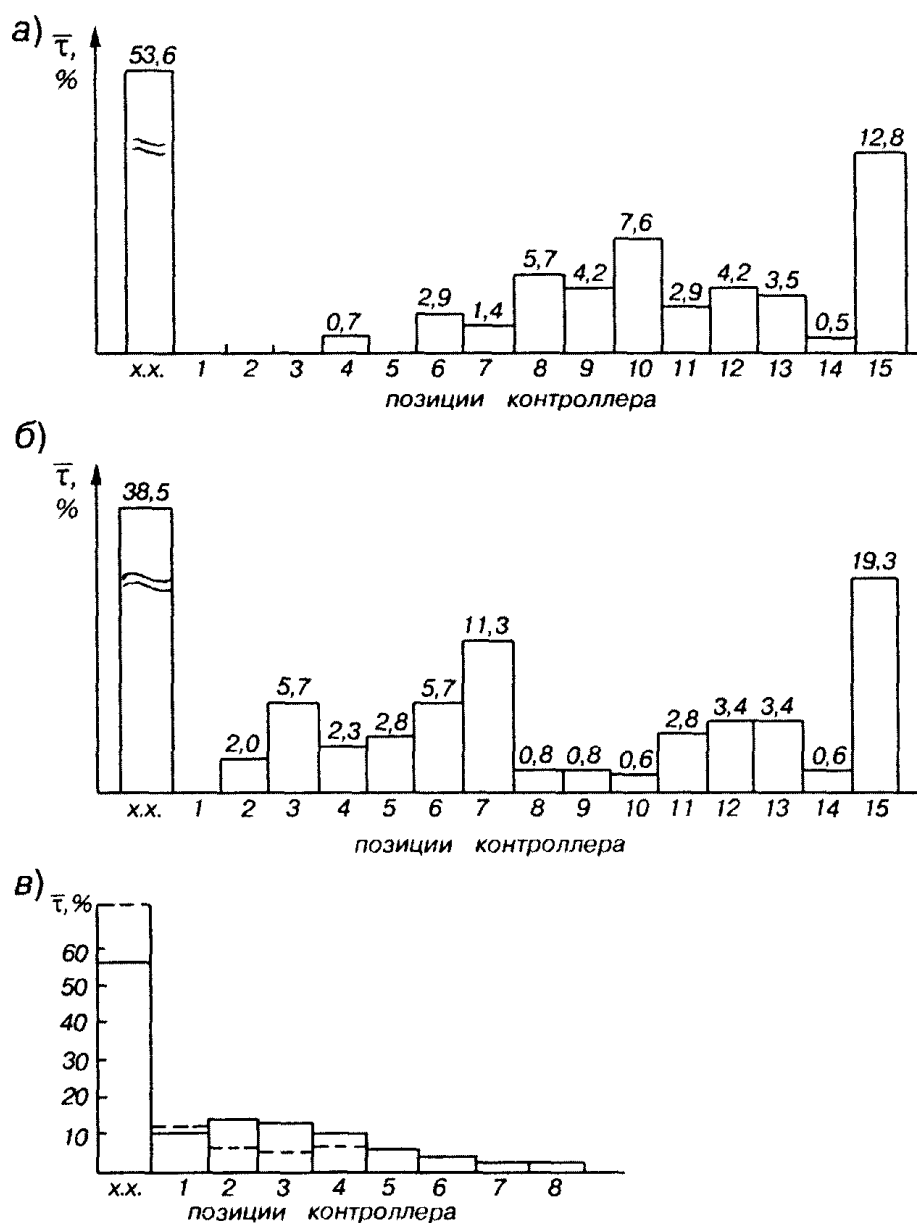 а)
τ̄,
%
53,6
0,7
2,9
1,4
5,7
4,2
7,6
2,9
4,2
3,5
0,5
12,8
х.х. 1 2 3 4 5 6 7 8 9 10 11 12 13 14 15
позиции контроллера
б)
τ̄,
%
38,5
2,0
5,7
2,3
2,8
5,7
11,3
0,8
0,8
0,6
2,8
3,4
3,4
0,6
19,3
х.х. 1 2 3 4 5 6 7 8 9 10 11 12 13 14 15
позиции контроллера
в)
τ̄,%
60
50
40
30
20
10
х.х. 1 2 3 4 5 6 7 8
позиции контроллера